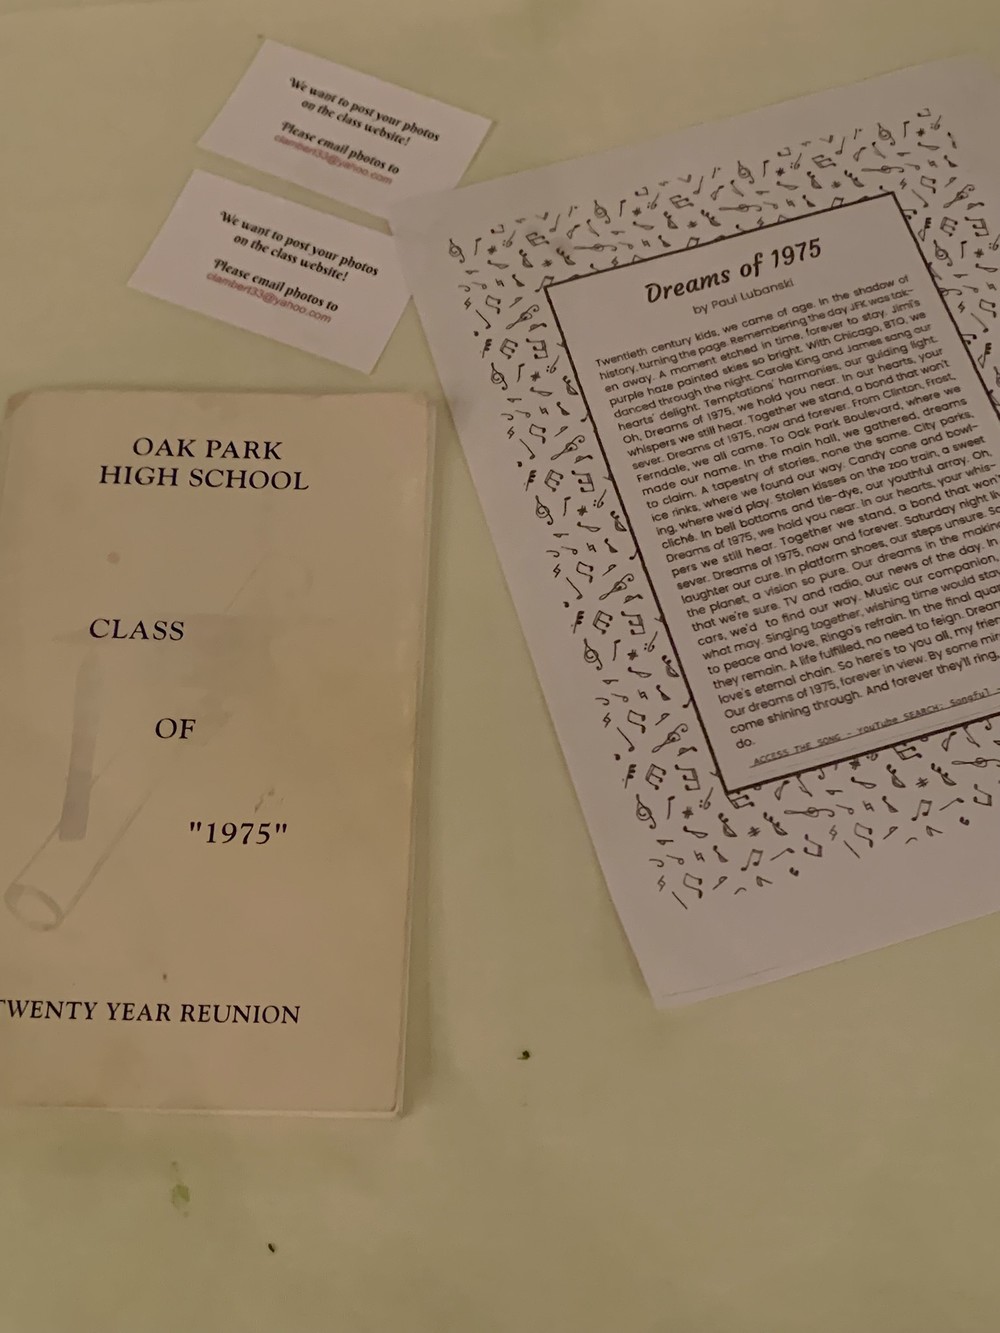 We want to post your photos
on the class website!
Please email photos to
clambert33@yahoo.com
We want to post your photos
on the class website!
Please email photos to
clambert33@yahoo.com
OAK PARK
HIGH SCHOOL
CLASS
OF
"1975"
TWENTY YEAR REUNION
Dreams of 1975
by Paul Lubanski
Twentieth century kids, we came of age. In the shadow of
history, turning the page. Remembering the day JFK was tak-
en away. A moment etched in time, forever to stay. Jimi's
purple haze painted skies so bright. With Chicago, BTO, we
danced through the night. Carole King and James sang our
hearts' delight. Temptations' harmonies, our guiding light.
Oh, Dreams of 1975, we hold you near. In our hearts, your
whispers we still hear. Together we stand, a bond that won't
sever. Dreams of 1975, now and forever. From Clinton, Frost,
Ferndale, we all came. To Oak Park Boulevard, where we
made our name. In the main hall, we gathered, dreams
to claim. A tapestry of stories, none the same. City parks,
ice rinks, where we found our way. Candy cane and bowl-
ing, where we'd play. Stolen kisses on the zoo train, a sweet
cliché. In bell bottoms and tie-dye, our youthful array. Oh,
Dreams of 1975, we hold you near. In our hearts, your whis-
pers we still hear. Together we stand, a bond that won't
sever. Dreams of 1975, now and forever. Saturday night
laughter our cure. In platform shoes, our steps unsure.
the planet, a vision so pure. Our dreams in the making
that we're sure. TV and radio, our news of the day. In
cars, we'd to find our way. Music our companion,
what may. Singing together, wishing time would stay
to peace and love, Ringo's refrain. In the final
they remain. A life fulfilled, no need to feign.
love's eternal chain. So here's to you all, my
Our dreams of 1975, forever in view. By some
come shining through. And forever they'll ring,
do.
ACCESS THE SONG - YouTube SEARCH: Songful